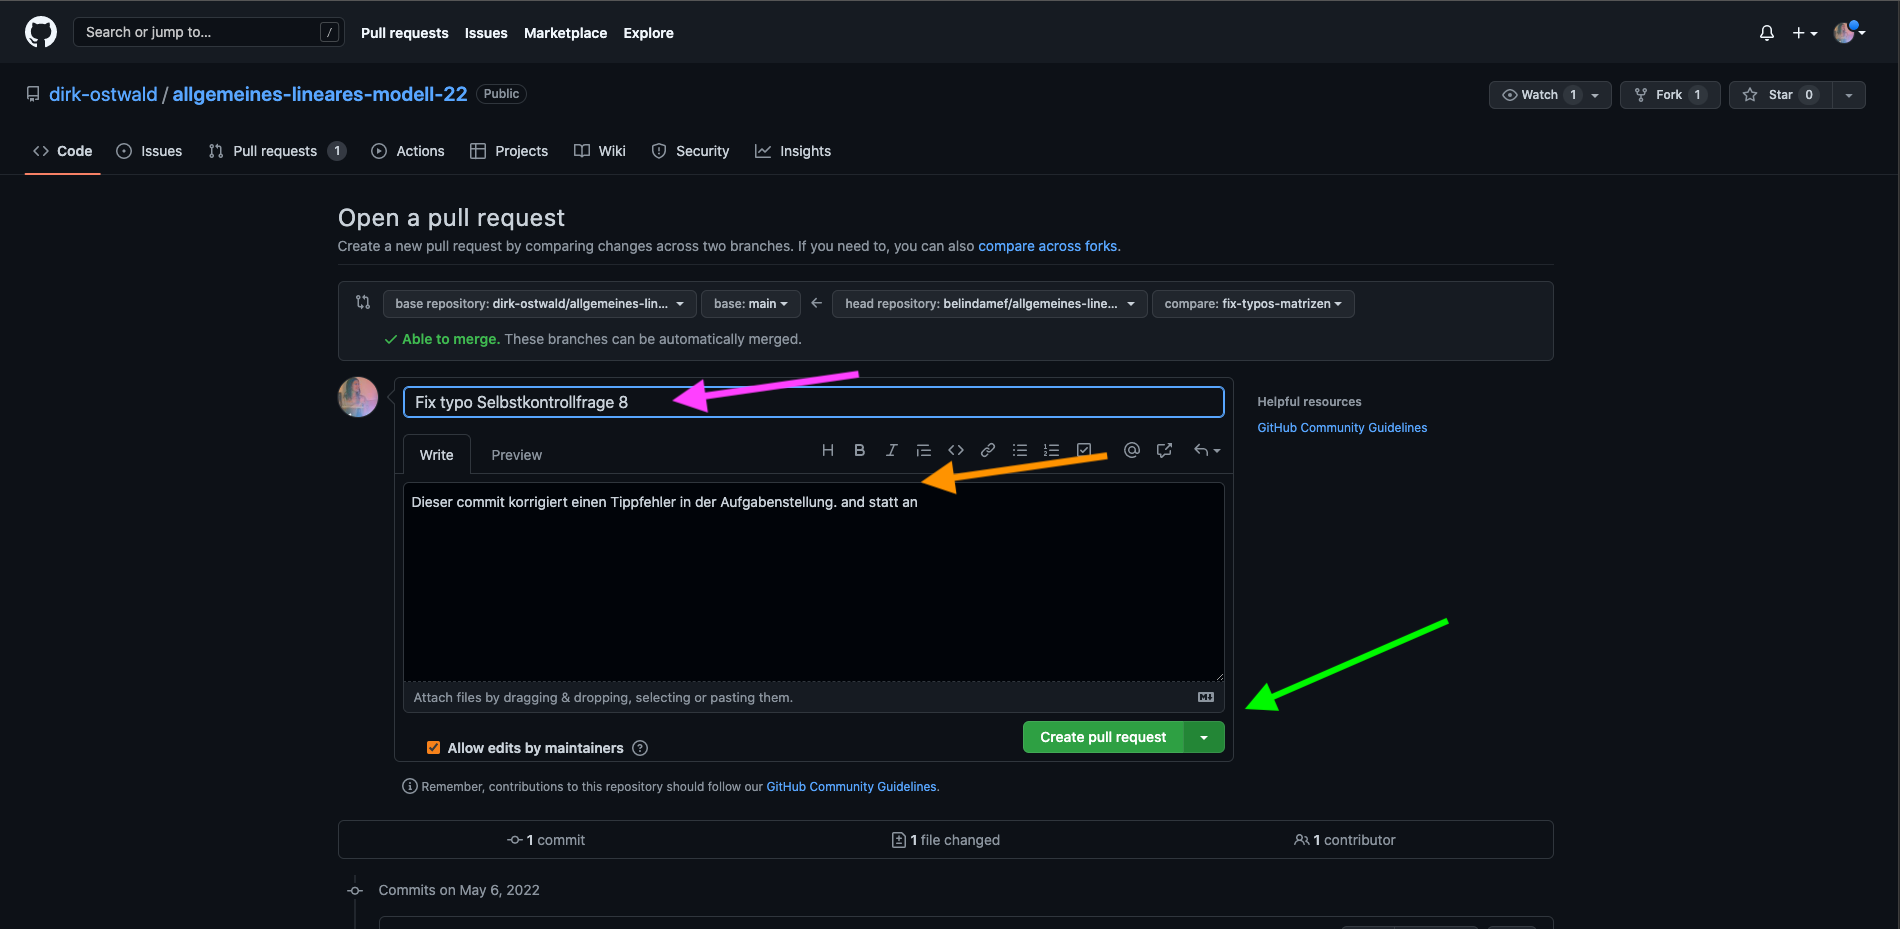 Search or jump to... /
Pull requests Issues Marketplace Explore
dirk-ostwald / allgemeines-lineares-modell-22 Public
Watch 1 Fork 1 Star 0
Code Issues Pull requests 1 Actions Projects Wiki Security Insights
Open a pull request
Create a new pull request by comparing changes across two branches. If you need to, you can also compare across forks.
base repository: dirk-ostwald/allgemeines-lin... base: main head repository: belindamef/allgemeines-line... compare: fix-typos-matrizen
Able to merge. These branches can be automatically merged.
Fix typo Selbstkontrollfrage 8
Helpful resources
GitHub Community Guidelines
Write Preview
Dieser commit korrigiert einen Tippfehler in der Aufgabenstellung. and statt an
Attach files by dragging & dropping, selecting or pasting them.
Allow edits by maintainers
Create pull request
Remember, contributions to this repository should follow our GitHub Community Guidelines.
1 commit 1 file changed 1 contributor
Commits on May 6, 2022